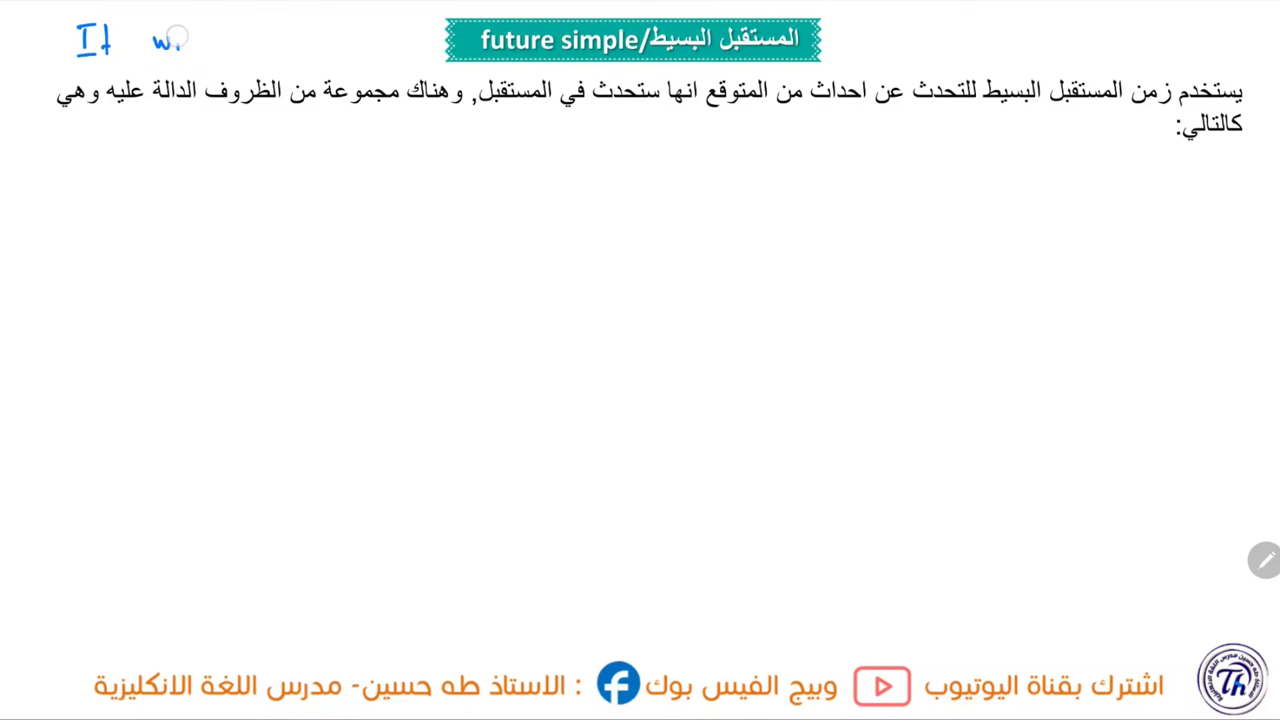 It wi
المستقبل البسيط/future simple
يستخدم زمن المستقبل البسيط للتحدث عن احداث من المتوقع انها ستحدث في المستقبل, وهناك مجموعة من الظروف الدالة عليه وهي
كالتالي:
اشترك بقناة اليوتيوب وبيج الفيس بوك : الاستاذ طه حسين- مدرس اللغة الانكليزية
Th